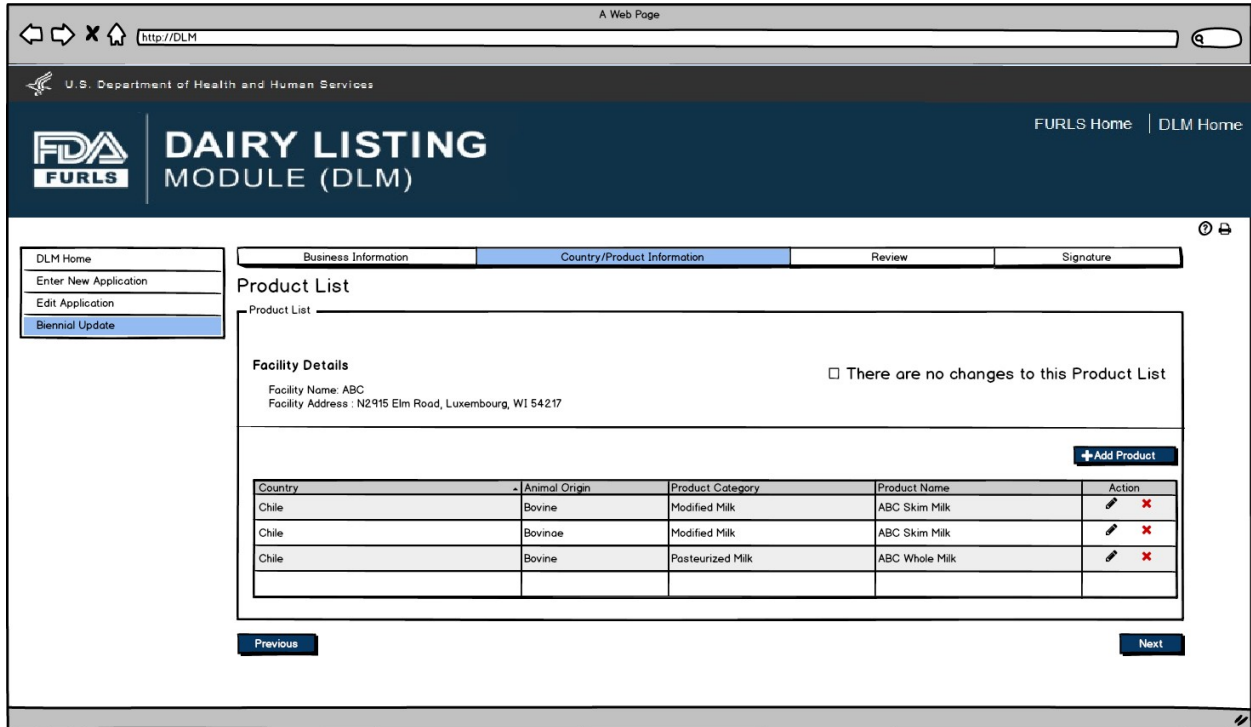 A Web Page
http://DLM
U.S. Department of Health and Human Services
FURLS Home | DLM Home
FDA
FURLS
DAIRY LISTING
MODULE (DLM)
DLM Home
Enter New Application
Edit Application
Biennial Update
Business Information Country/Product Information Review Signature
Product List
Product List
Facility Details
There are no changes to this Product List
Facility Name: ABC
Facility Address : N2915 Elm Road, Luxembourg, WI 54217
+Add Product
Country Animal Origin Product Category Product Name Action
Chile Bovine Modified Milk ABC Skim Milk
Chile Bovinae Modified Milk ABC Skim Milk
Chile Bovine Pasteurized Milk ABC Whole Milk
Previous Next